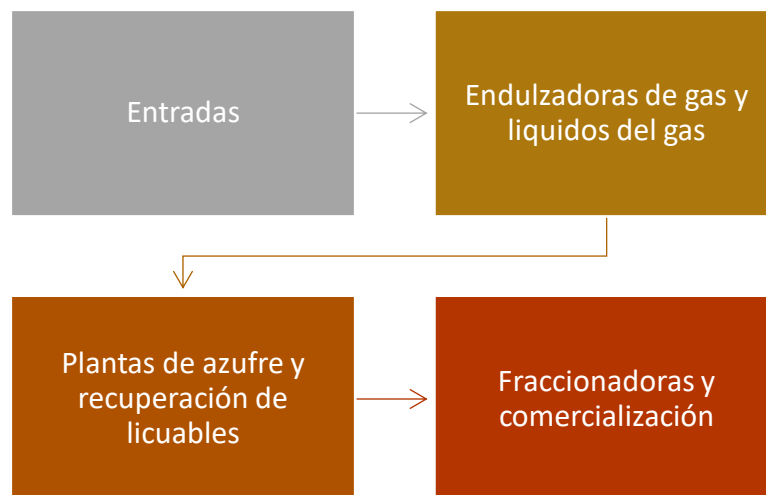 Entradas
Endulzadoras de gas y
liquidos del gas
Plantas de azufre y
recuperación de
licuables
Fraccionadoras y
comercialización